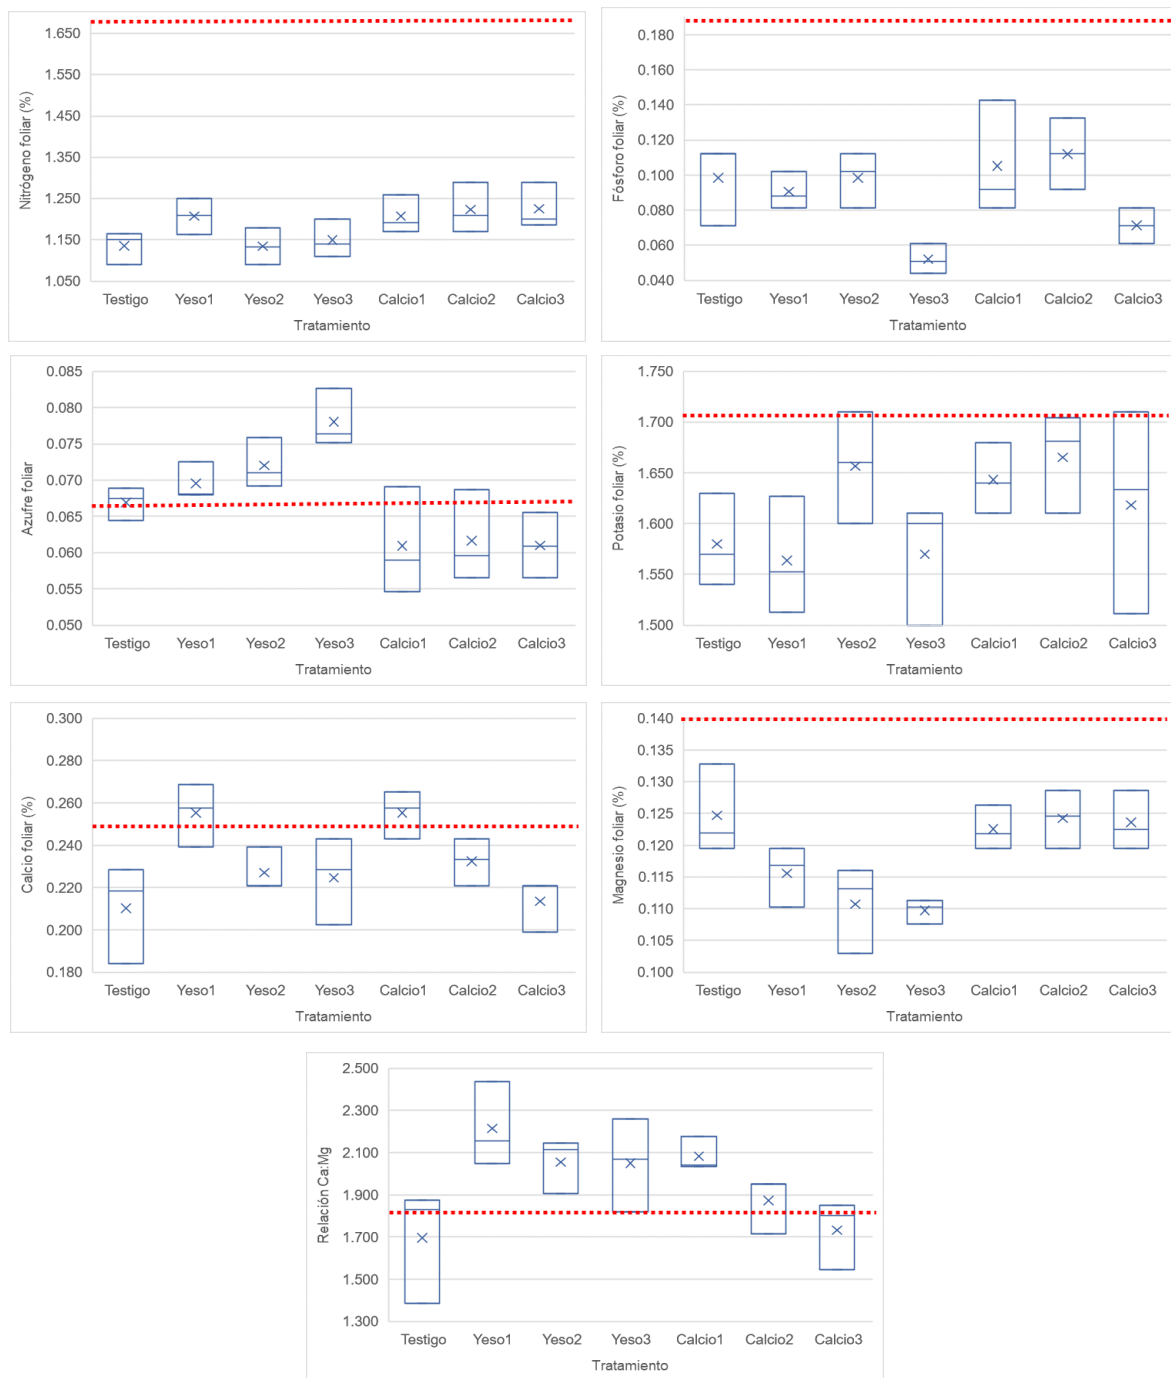 Nitrógeno foliar (%)
1.650
1.550
1.450
1.350
1.250
1.150
1.050
Testigo Yeso1 Yeso2 Yeso3 Calcio1 Calcio2 Calcio3
Tratamiento
Fósforo foliar (%)
0.180
0.160
0.140
0.120
0.100
0.080
0.060
0.040
Testigo Yeso1 Yeso2 Yeso3 Calcio1 Calcio2 Calcio3
Tratamiento
Azufre foliar
0.085
0.080
0.075
0.070
0.065
0.060
0.055
0.050
Testigo Yeso1 Yeso2 Yeso3 Calcio1 Calcio2 Calcio3
Tratamiento
Potasio foliar (%)
1.750
1.700
1.650
1.600
1.550
1.500
Testigo Yeso1 Yeso2 Yeso3 Calcio1 Calcio2 Calcio3
Tratamiento
Calcio foliar (%)
0.300
0.280
0.260
0.240
0.220
0.200
0.180
Testigo Yeso1 Yeso2 Yeso3 Calcio1 Calcio2 Calcio3
Tratamiento
Magnesio foliar (%)
0.140
0.135
0.130
0.125
0.120
0.115
0.110
0.105
0.100
Testigo Yeso1 Yeso2 Yeso3 Calcio1 Calcio2 Calcio3
Tratamiento
Relación Ca:Mg
2.500
2.300
2.100
1.900
1.700
1.500
1.300
Testigo Yeso1 Yeso2 Yeso3 Calcio1 Calcio2 Calcio3
Tratamiento